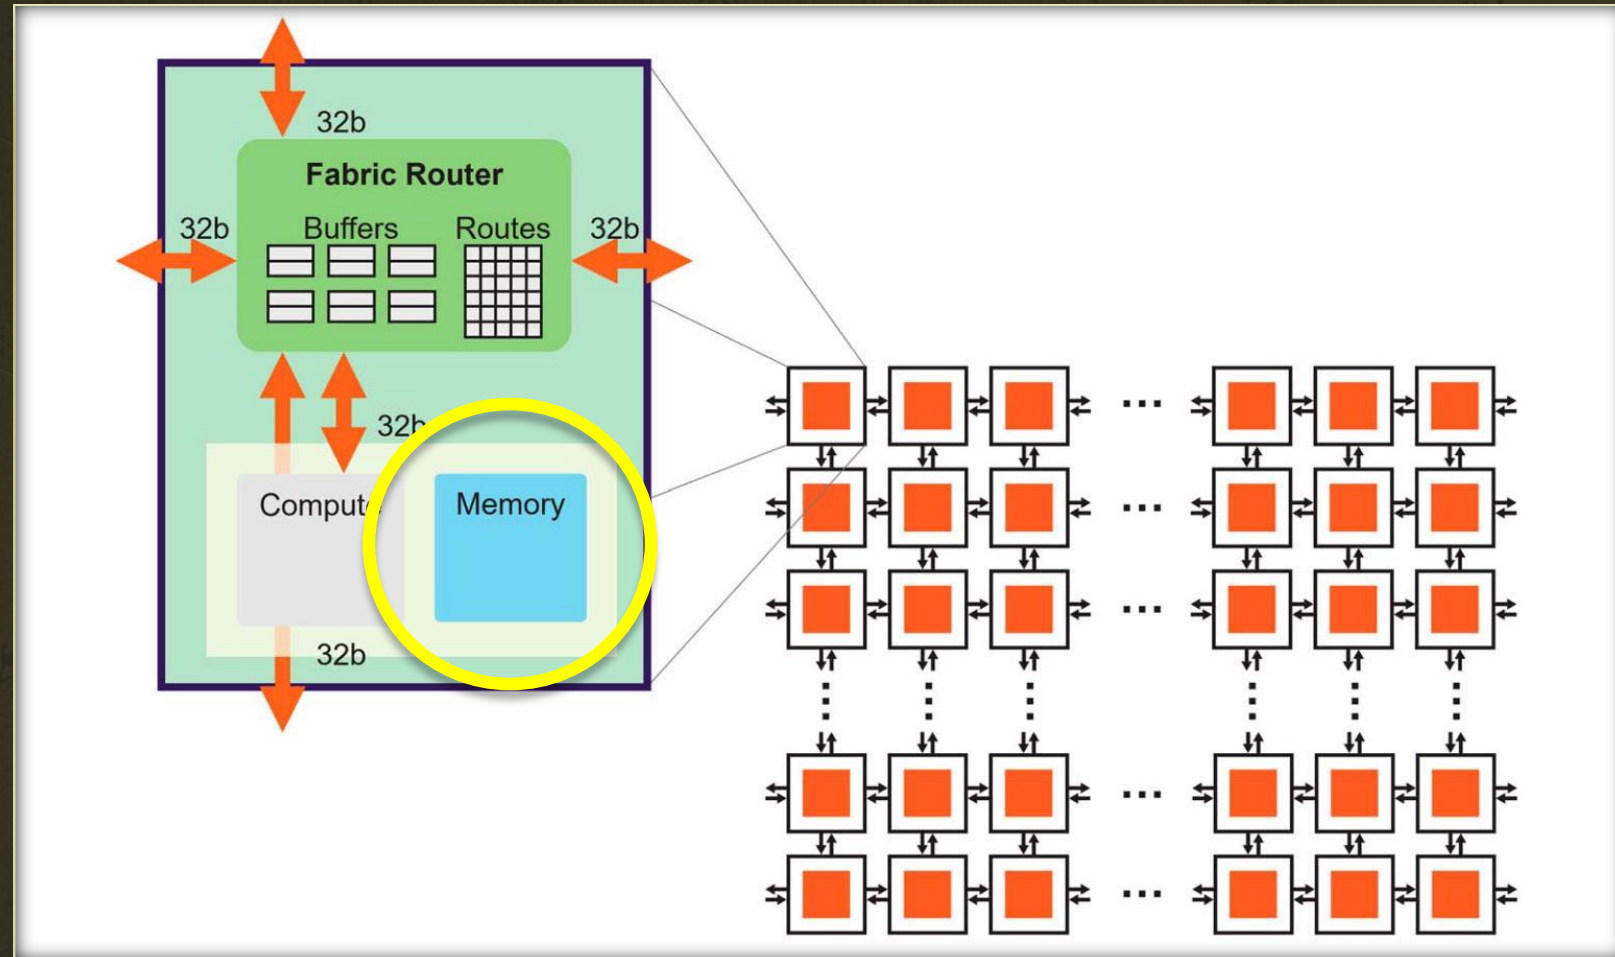 32b
Fabric Router
32b
Buffers
Routes
32b
32b
Compute
Memory
32b